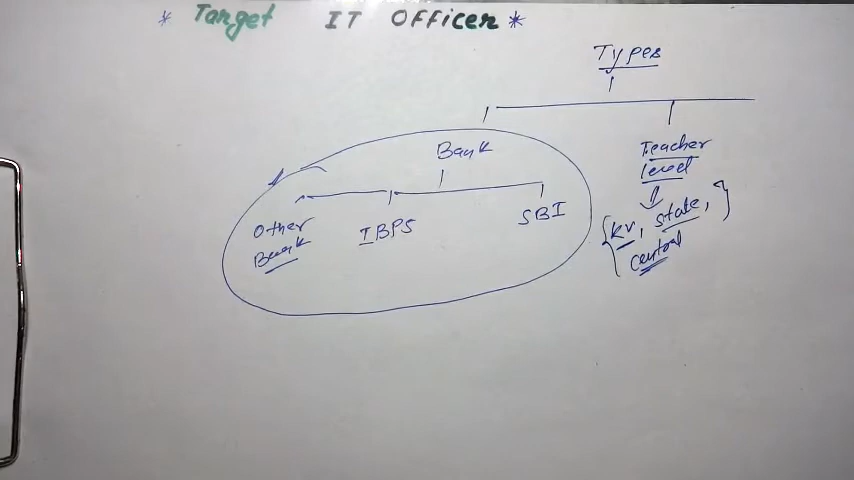 * Target IT Officer *
Types
Bank
Other
Bank
IBPS
SBI
Teacher
level
{ KV, state, }
central